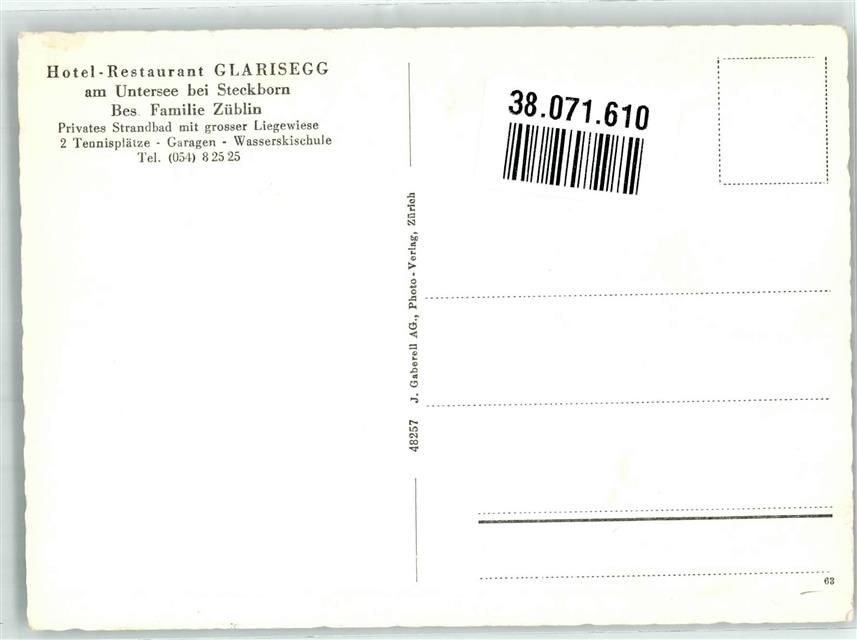 Hotel-Restaurant GLARISEGG
am Untersee bei Steckborn
Bes. Familie Züblin
Privates Strandbad mit grosser Liegewiese
2 Tennisplätze - Garagen - Wasserskischule
Tel. (054) 8 25 25
38.071.610
48257 J. Gaberell AG., Photo-Verlag, Zürich
63